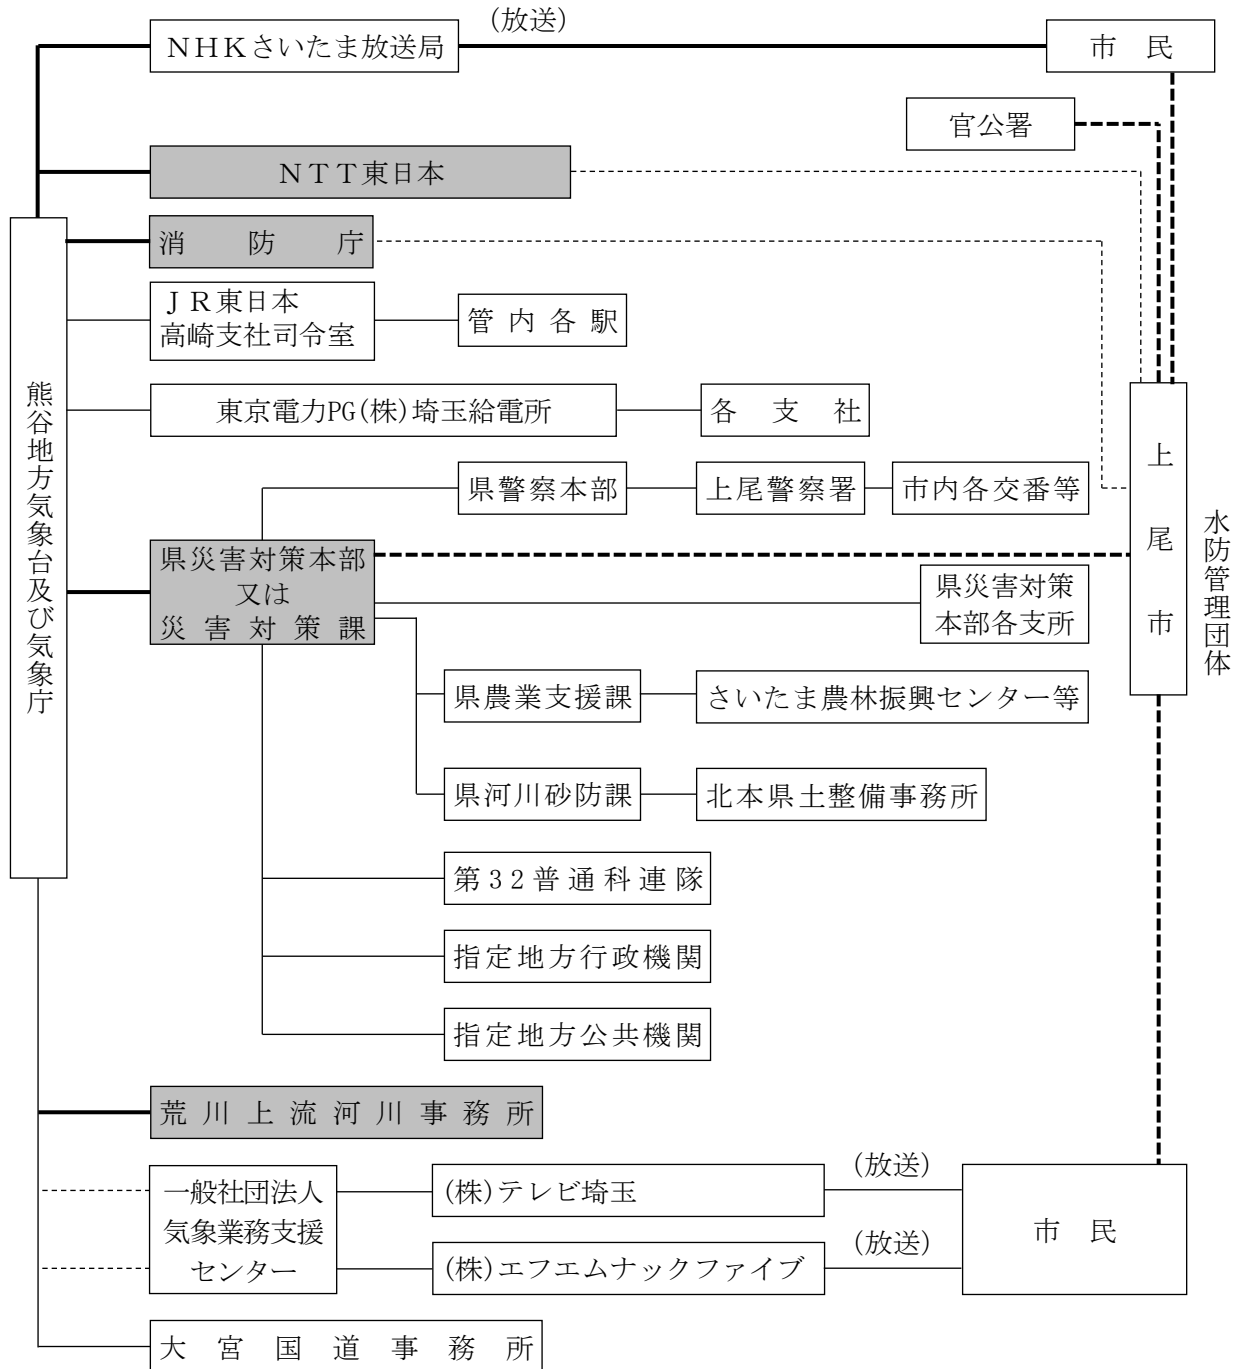 (放送)
ＮＨＫさいたま放送局
市民
官公署
ＮＴＴ東日本
消防庁
ＪＲ東日本
高崎支社司令室
管内各駅
東京電力PG(株)埼玉給電所
各支社
熊谷地方気象台及び気象庁
県警察本部
上尾警察署
市内各交番等
上尾市
水防管理団体
県災害対策本部
又は
災害対策課
県災害対策
本部各支所
県農業支援課
さいたま農林振興センター等
県河川砂防課
北本県土整備事務所
第32普通科連隊
指定地方行政機関
指定地方公共機関
荒川上流河川事務所
一般社団法人
気象業務支援
センター
(株)テレビ埼玉
(放送)
(株)エフエムナックファイブ
(放送)
市民
大宮国道事務所